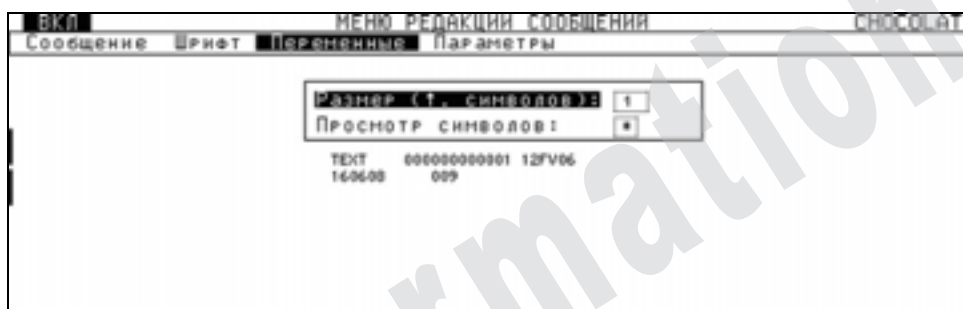 ВКЛ МЕНЮ РЕДАКЦИИ СООБЩЕНИЯ CHOCOLAT
Сообщение Шрифт Переменные Параметры
Размер (↑, символов): 1
Просмотр символов: *
TEXT 000000000001 12FV06
160608 009
rmation